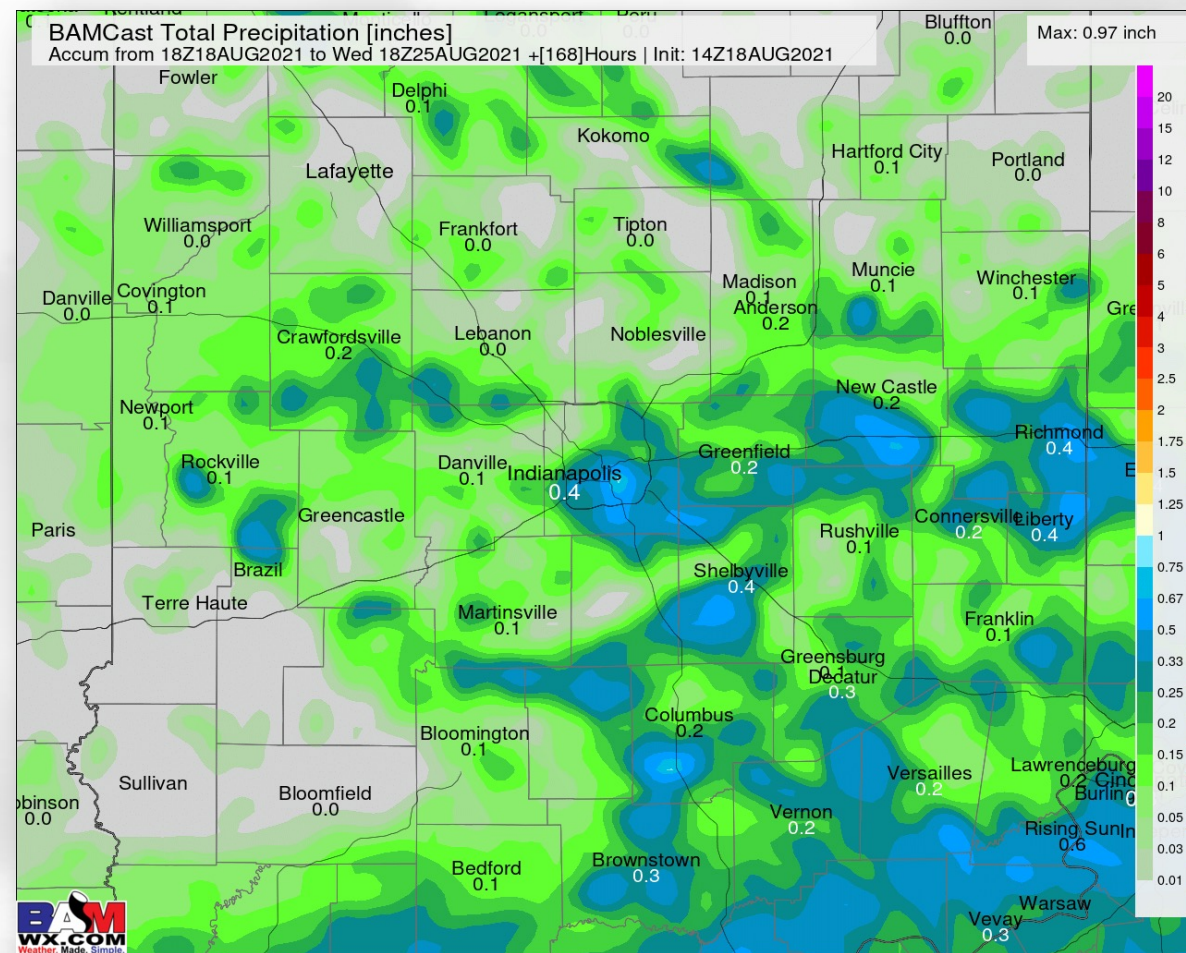 BAMCast Total Precipitation [inches]
Accum from 18Z18AUG2021 to Wed 18Z25AUG2021 +[168]Hours | Init: 14Z18AUG2021
Max: 0.97 inch
Bluffton
0.0
Fowler
Delphi
0.1
Kokomo
Lafayette
Hartford City
0.1
Portland
0.0
Williamsport
0.0
Frankfort
0.0
Tipton
0.0
Muncie
0.1
Winchester
0.1
Madison
0.1
Anderson
0.2
Danville
0.0
Covington
0.1
Crawfordsville
0.2
Lebanon
0.0
Noblesville
New Castle
0.2
Newport
0.1
Richmond
0.4
Rockville
0.1
Danville
0.1
Indianapolis
0.4
Greenfield
0.2
Paris
Greencastle
Rushville
0.1
Connersville
0.2
Liberty
0.4
Brazil
Shelbyville
0.4
Terre Haute
Martinsville
0.1
Franklin
0.1
Greensburg
0.1
Decatur
0.3
Columbus
0.2
Bloomington
0.1
Sullivan
Bloomfield
0.0
obinson
0.0
Versailles
0.2
Lawrenceburg
0.2
Vernon
0.2
Rising Sun
0.6
Bedford
0.1
Brownstown
0.3
Warsaw
Vevay
0.3
20
15
12
10
8
6
5
4
3
2.5
2
1.75
1.5
1.25
1
0.75
0.67
0.5
0.33
0.25
0.2
0.15
0.1
0.05
0.03
0.01
BAM
WX.COM
Weather. Made. Simple.